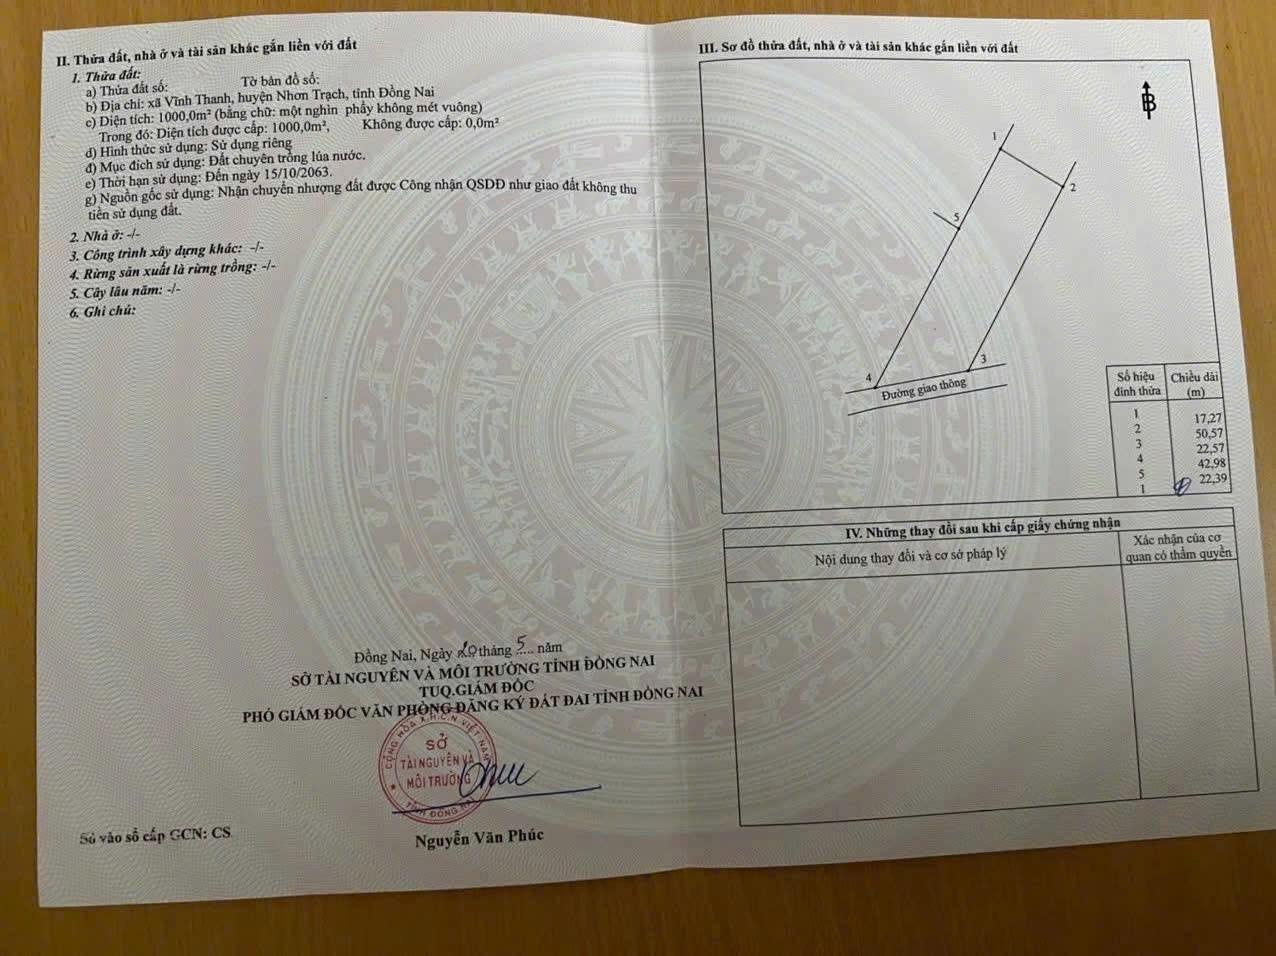 II. Thửa đất, nhà ở và tài sản khác gắn liền với đất
1. Thửa đất:
a) Thửa đất số: Tờ bản đồ số:
b) Địa chỉ: xã Vĩnh Thanh, huyện Nhơn Trạch, tỉnh Đồng Nai
c) Diện tích: 1000,0m² (bằng chữ: một nghìn phẩy không mét vuông)
Trong đó: Diện tích được cấp: 1000,0m², Không được cấp: 0,0m²
d) Hình thức sử dụng: Sử dụng riêng
đ) Mục đích sử dụng: Đất chuyên trồng lúa nước.
e) Thời hạn sử dụng: Đến ngày 15/10/2063.
g) Nguồn gốc sử dụng: Nhận chuyển nhượng đất được Công nhận QSDĐ như giao đất không thu
tiền sử dụng đất.
2. Nhà ở: -/-
3. Công trình xây dựng khác: -/-
4. Rừng sản xuất là rừng trồng: -/-
5. Cây lâu năm: -/-
6. Ghi chú:
Đồng Nai, Ngày 20 tháng 5 năm
SỞ TÀI NGUYÊN VÀ MÔI TRƯỜNG TỈNH ĐỒNG NAI
TUQ.GIÁM ĐỐC
PHÓ GIÁM ĐỐC VĂN PHÒNG ĐĂNG KÝ ĐẤT ĐAI TỈNH ĐỒNG NAI
CỘNG HÒA X.H.C.N VIỆT NAM
SỞ
TÀI NGUYÊN VÀ
MÔI TRƯỜNG
TỈNH ĐỒNG NAI
Nguyễn Văn Phúc
Số vào sổ cấp GCN: CS
III. Sơ đồ thửa đất, nhà ở và tài sản khác gắn liền với đất
B
1
2
5
3
4
Đường giao thông
Số hiệu đỉnh thửa
Chiều dài (m)
1
17,27
2
50,57
3
22,57
4
42,98
5
22,39
1
IV. Những thay đổi sau khi cấp giấy chứng nhận
Nội dung thay đổi và cơ sở pháp lý
Xác nhận của cơ
quan có thẩm quyền